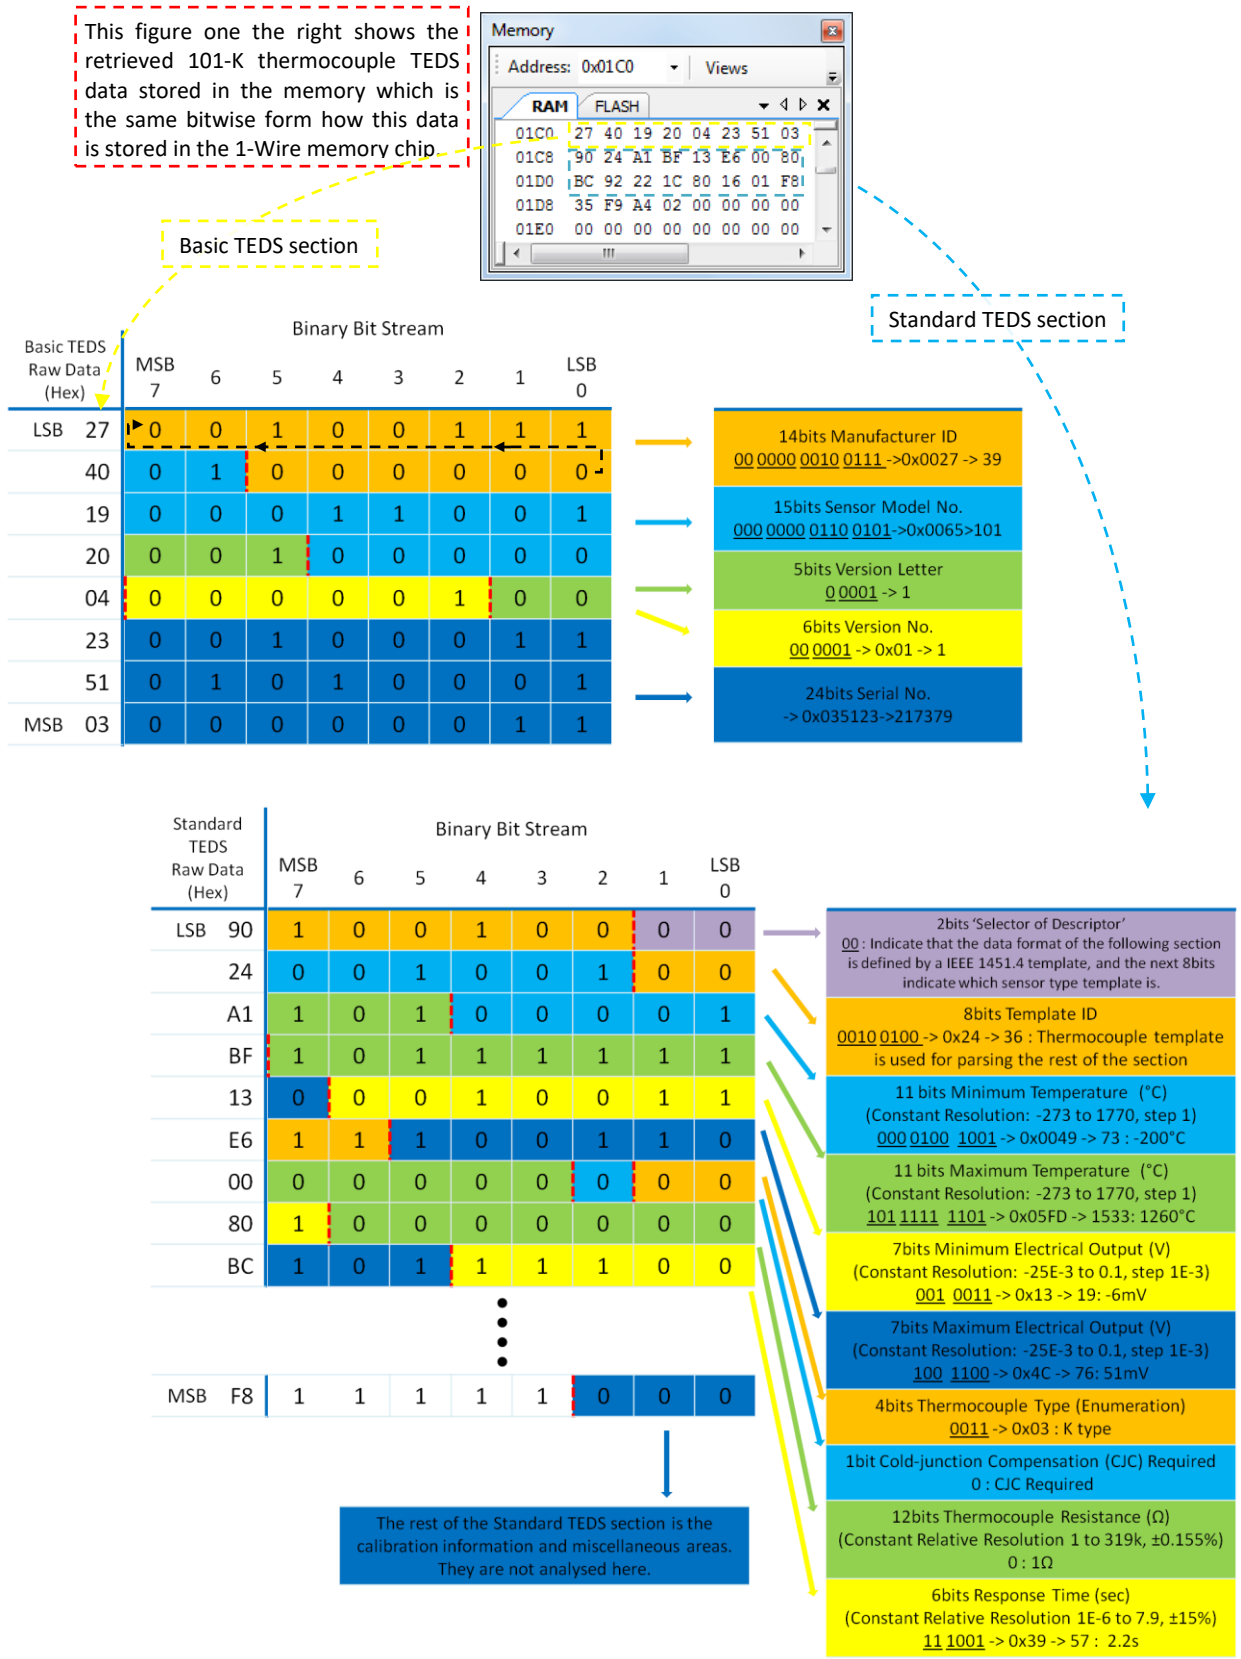 This figure one the right shows the
retrieved 101-K thermocouple TEDS
data stored in the memory which is
the same bitwise form how this data
is stored in the 1-Wire memory chip.
Memory
Address: 0x01C0 Views
RAM FLASH
01C0 27 40 19 20 04 23 51 03
01C8 90 24 A1 BF 13 E6 00 80
01D0 BC 92 22 1C 80 16 01 F8
01D8 35 F9 A4 02 00 00 00 00
01E0 00 00 00 00 00 00 00 00
Basic TEDS section
Standard TEDS section
Binary Bit Stream
Basic TEDS
Raw Data
(Hex)
MSB 7 6 5 4 3 2 1 LSB 0
LSB 27 0 0 1 0 0 1 1 1
40 0 1 0 0 0 0 0 0
19 0 0 0 1 1 0 0 1
20 0 0 1 0 0 0 0 0
04 0 0 0 0 0 1 0 0
23 0 0 1 0 0 0 1 1
51 0 1 0 1 0 0 0 1
MSB 03 0 0 0 0 0 0 1 1
14bits Manufacturer ID
00 0000 0010 0111 ->0x0027 -> 39
15bits Sensor Model No.
000 0000 0110 0101->0x0065>101
5bits Version Letter
0 0001 -> 1
6bits Version No.
00 0001 -> 0x01 -> 1
24bits Serial No.
-> 0x035123->217379
Standard
TEDS
Raw Data
(Hex)
Binary Bit Stream
MSB 7 6 5 4 3 2 1 LSB 0
LSB 90 1 0 0 1 0 0 0 0
24 0 0 1 0 0 1 0 0
A1 1 0 1 0 0 0 0 1
BF 1 0 1 1 1 1 1 1
13 0 0 0 1 0 0 1 1
E6 1 1 1 0 0 1 1 0
00 0 0 0 0 0 0 0 0
80 1 0 0 0 0 0 0 0
BC 1 0 1 1 1 1 0 0
MSB F8 1 1 1 1 1 0 0 0
The rest of the Standard TEDS section is the
calibration information and miscellaneous areas.
They are not analysed here.
2bits ‘Selector of Descriptor’
00 : Indicate that the data format of the following section
is defined by a IEEE 1451.4 template, and the next 8bits
indicate which sensor type template is.
8bits Template ID
0010 0100 -> 0x24 -> 36 : Thermocouple template
is used for parsing the rest of the section
11 bits Minimum Temperature (°C)
(Constant Resolution: -273 to 1770, step 1)
000 0100 1001 -> 0x0049 -> 73 : -200°C
11 bits Maximum Temperature (°C)
(Constant Resolution: -273 to 1770, step 1)
101 1111 1101 -> 0x05FD -> 1533: 1260°C
7bits Minimum Electrical Output (V)
(Constant Resolution: -25E-3 to 0.1, step 1E-3)
001 0011 -> 0x13 -> 19: -6mV
7bits Maximum Electrical Output (V)
(Constant Resolution: -25E-3 to 0.1, step 1E-3)
100 1100 -> 0x4C -> 76: 51mV
4bits Thermocouple Type (Enumeration)
0011 -> 0x03 : K type
1bit Cold-junction Compensation (CJC) Required
0 : CJC Required
12bits Thermocouple Resistance (Ω)
(Constant Relative Resolution 1 to 319k, ±0.155%)
0 : 1Ω
6bits Response Time (sec)
(Constant Relative Resolution 1E-6 to 7.9, ±15%)
11 1001 -> 0x39 -> 57 : 2.2s